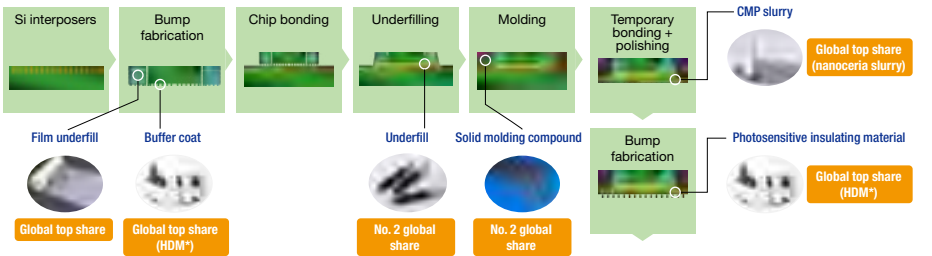 Si interposers
Bump
fabrication
Chip bonding
Underfilling
Molding
Temporary
bonding +
polishing
CMP slurry
Global top share
(nanoceria slurry)
Film underfill
Buffer coat
Underfill
Solid molding compound
Bump
fabrication
Photosensitive insulating material
Global top share
(HDM*)
Global top share
Global top share
(HDM*)
No. 2 global
share
No. 2 global
share